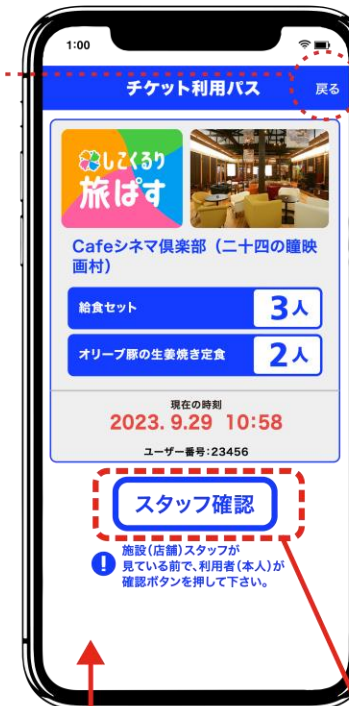 1:00
チケット利用パス
戻る
しこくるり
旅ぱす
Cafeシネマ倶楽部（二十四の瞳映
画村）
給食セット 3人
オリーブ豚の生姜焼き定食 2人
現在の時刻
2023. 9.29 10:58
ユーザー番号:23456
スタッフ確認
! 施設(店舗)スタッフが
見ている前で、利用者(本人)が
確認ボタンを押して下さい。